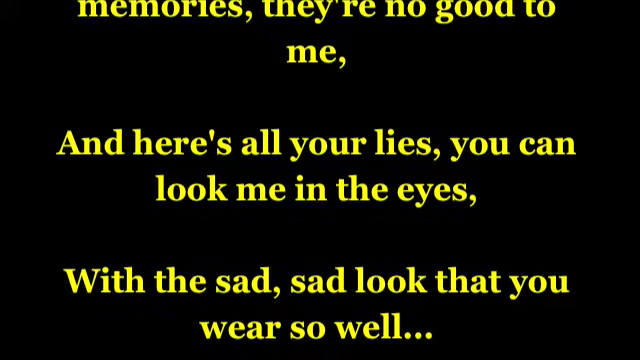 memories, they're no good to
me,
And here's all your lies, you can
look me in the eyes,
With the sad, sad look that you
wear so well...